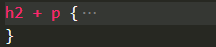 h2 + p {···
}